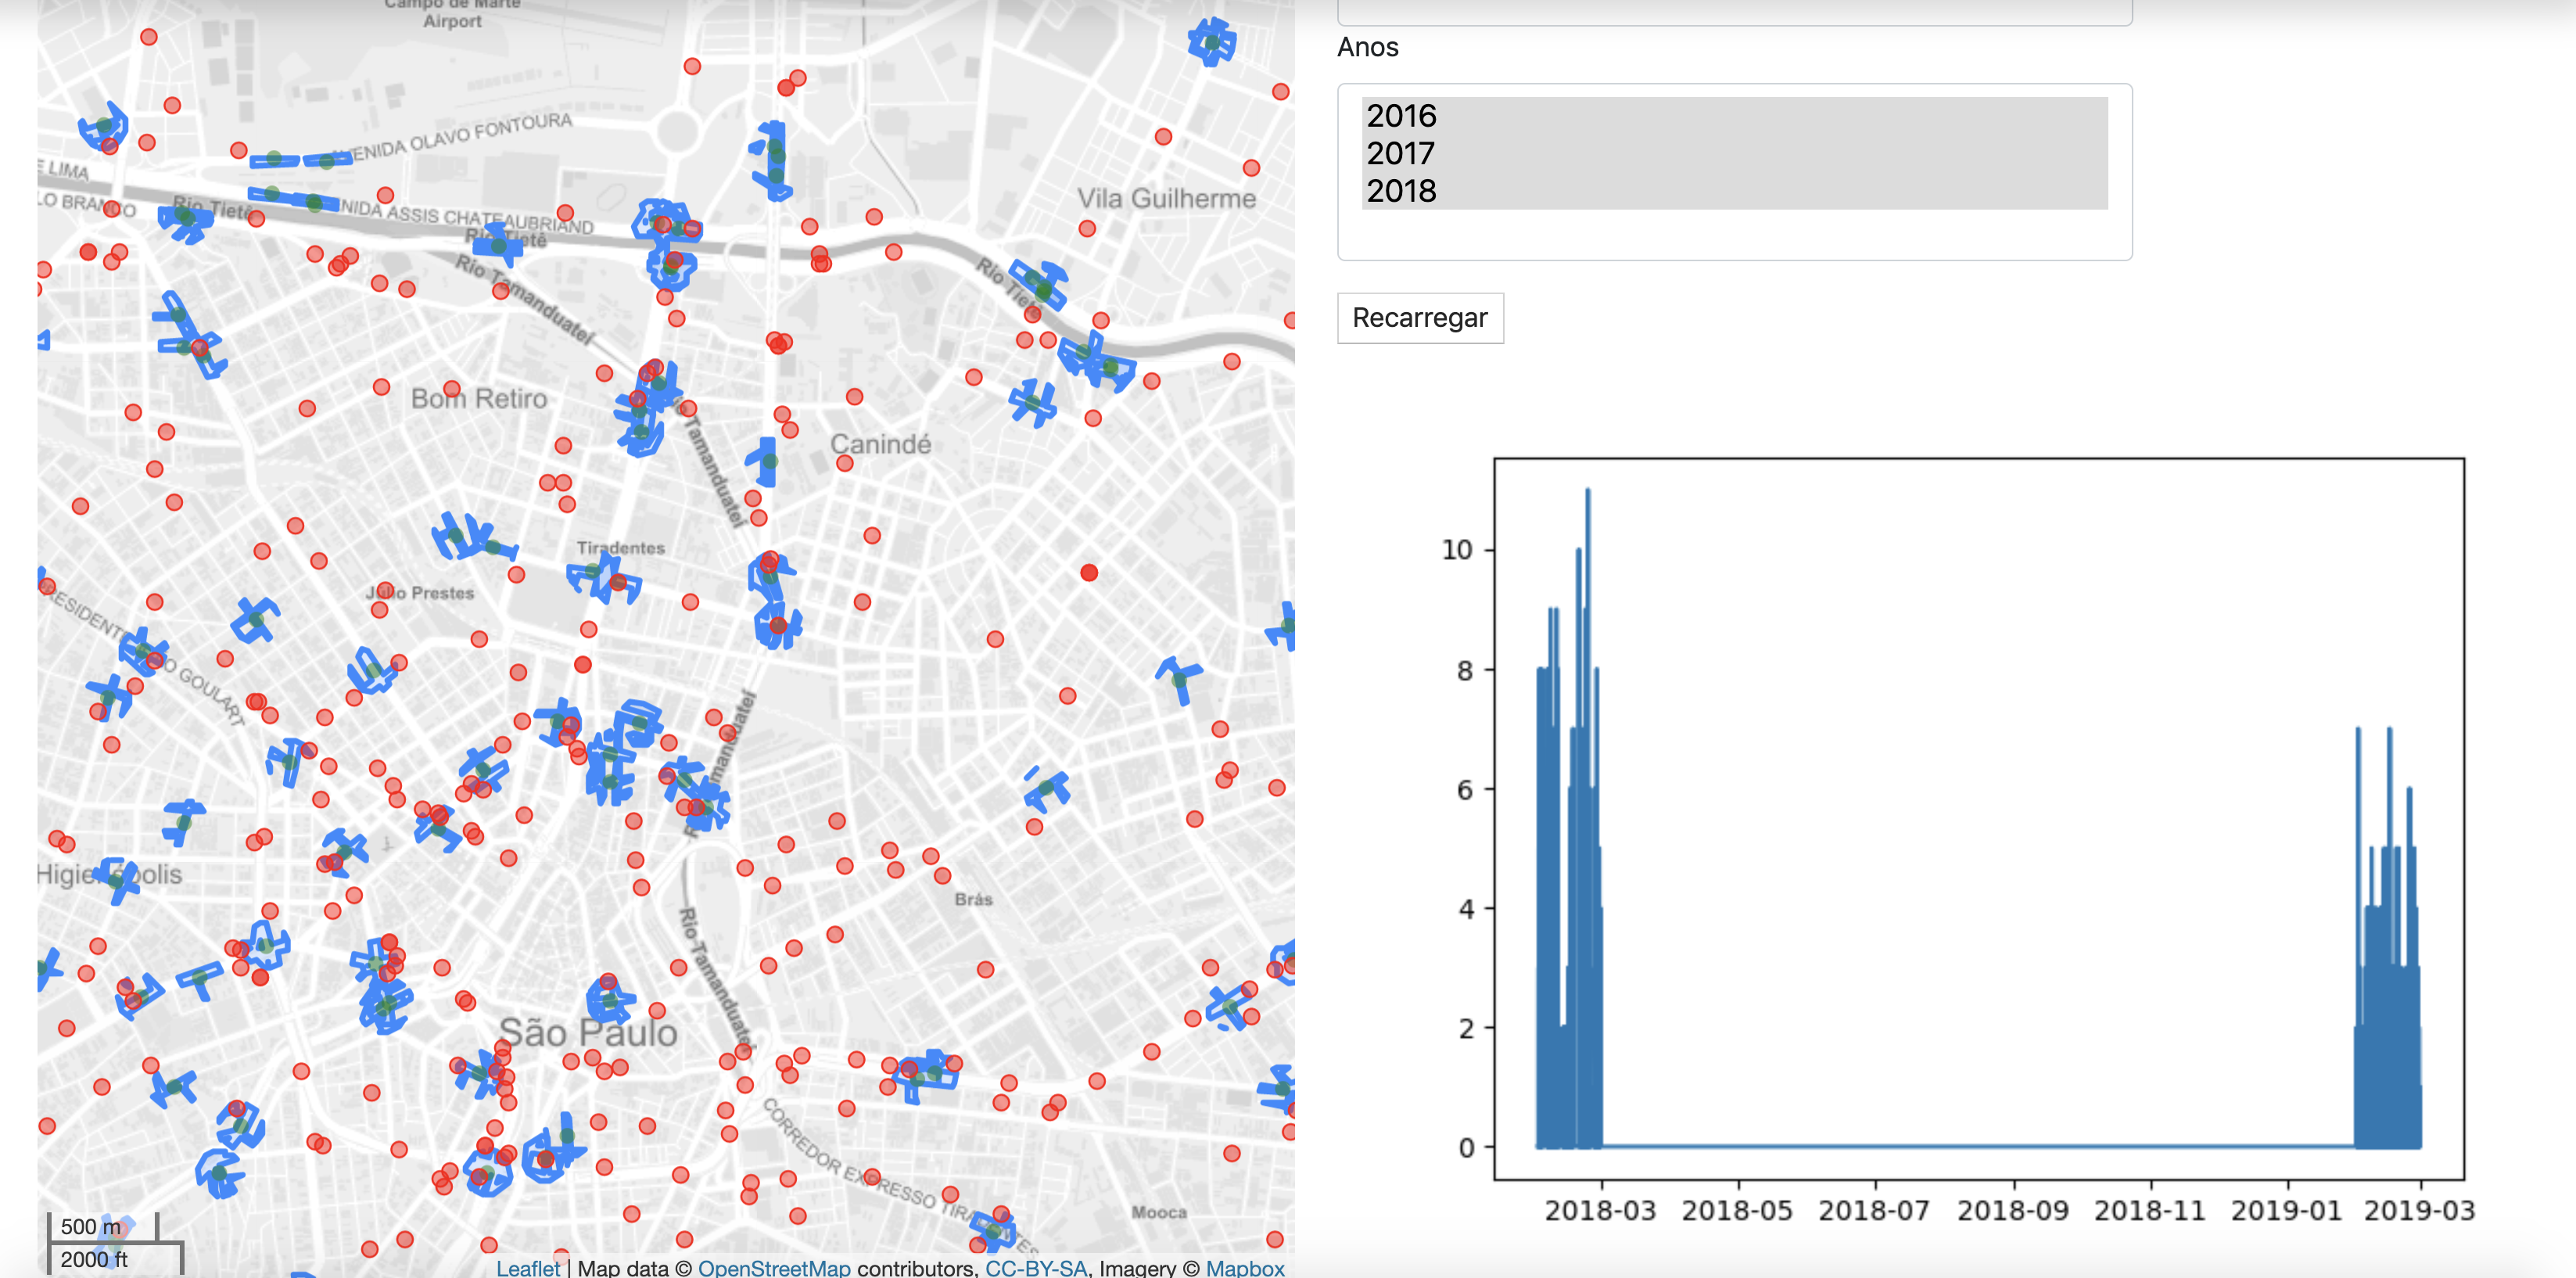 Campo de Marte
Airport
AVENIDA OLAVO FONTOURA
E LIMA
LO BRANCO
Rio Tietê
NIDA ASSIS CHATEAUBRIAND
Rio Tietê
Rio Tamanduateí
Vila Guilherme
Rio Tietê
Bom Retiro
Canindé
Tamanduateí
Tiradentes
Júlio Prestes
RESIDENTE
O GOULART
manduateí
Higienópolis
Brás
Rio Tamanduateí
São Paulo
CORREDOR EXPRESSO TIRADENTES
Mooca
500 m
2000 ft
Leaflet | Map data © OpenStreetMap contributors, CC-BY-SA, Imagery © Mapbox
Anos
2016
2017
2018
Recarregar
10
8
6
4
2
0
2018-03 2018-05 2018-07 2018-09 2018-11 2019-01 2019-03